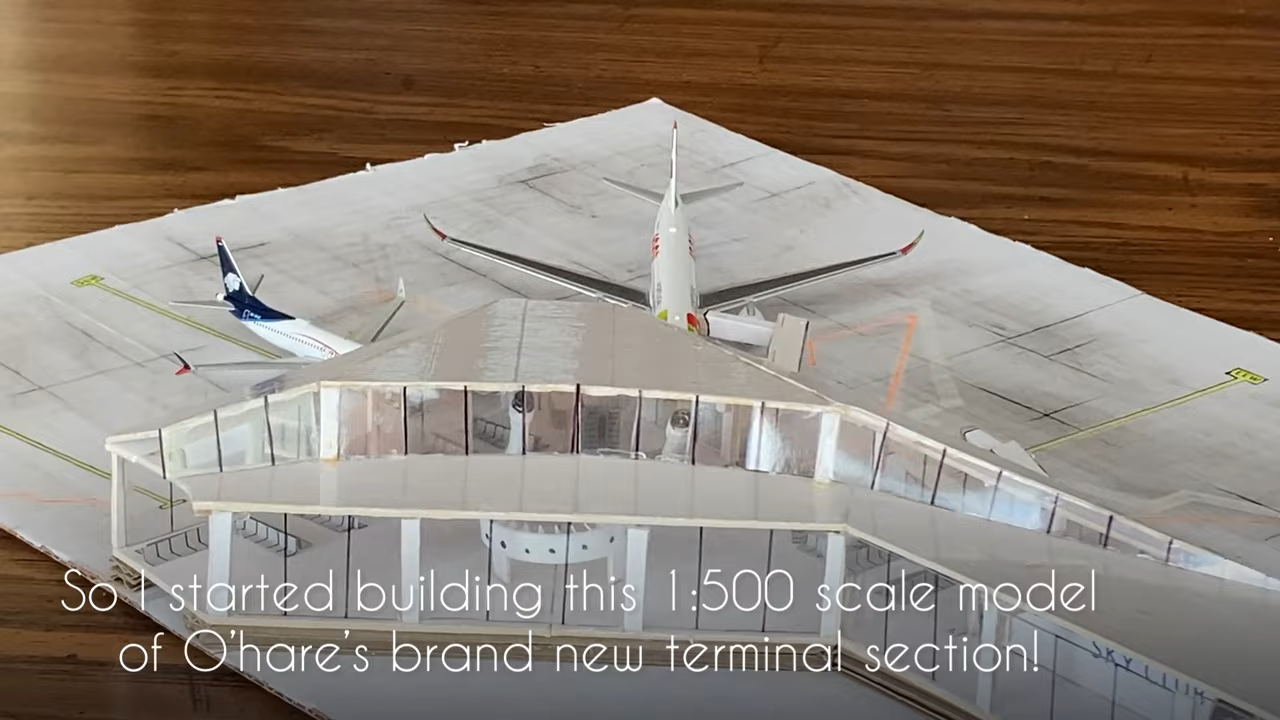 So I started building this 1:500 scale model
of O'hare's brand new terminal section!